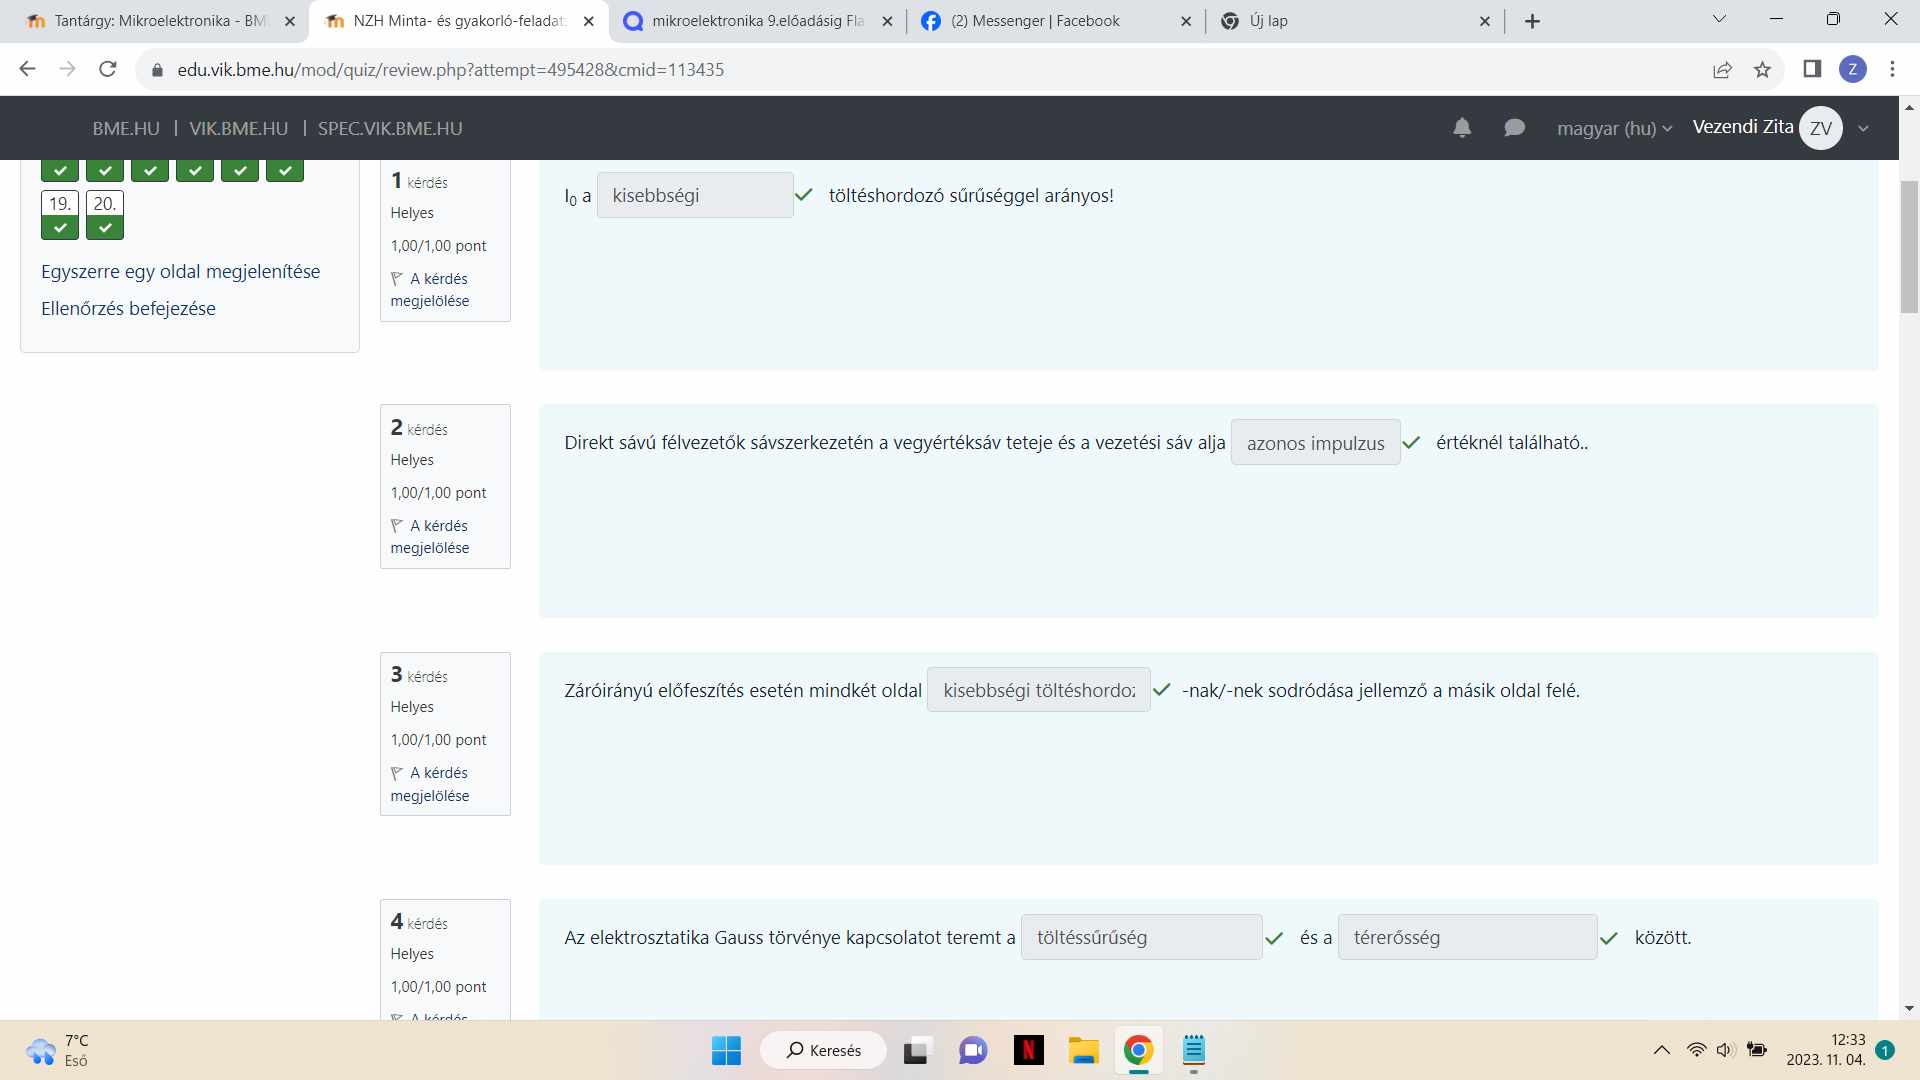 Tantárgy: Mikroelektronika - BM
NZH Minta- és gyakorló-feladat
mikroelektronika 9.előadásig Fla
(2) Messenger | Facebook
Új lap
edu.vik.bme.hu/mod/quiz/review.php?attempt=495428&cmid=113435
Z
BME.HU | VIK.BME.HU | SPEC.VIK.BME.HU
magyar (hu)
Vezendi Zita
ZV
19. 20.
Egyszerre egy oldal megjelenítése
Ellenőrzés befejezése
1 kérdés
Helyes
1,00/1,00 pont
A kérdés
megjelölése
I0 a kisebbségi töltéshordozó sűrűséggel arányos!
2 kérdés
Helyes
1,00/1,00 pont
A kérdés
megjelölése
Direkt sávú félvezetők sávszerkezetén a vegyértéksáv teteje és a vezetési sáv alja azonos impulzus értéknél található..
3 kérdés
Helyes
1,00/1,00 pont
A kérdés
megjelölése
Záróirányú előfeszítés esetén mindkét oldal kisebbségi töltéshordoz -nak/-nek sodródása jellemző a másik oldal felé.
4 kérdés
Helyes
1,00/1,00 pont
A kérdés
Az elektrosztatika Gauss törvénye kapcsolatot teremt a töltéssűrűség és a térerősség között.
7°C
Eső
Keresés
N
12:33
2023. 11. 04.
1